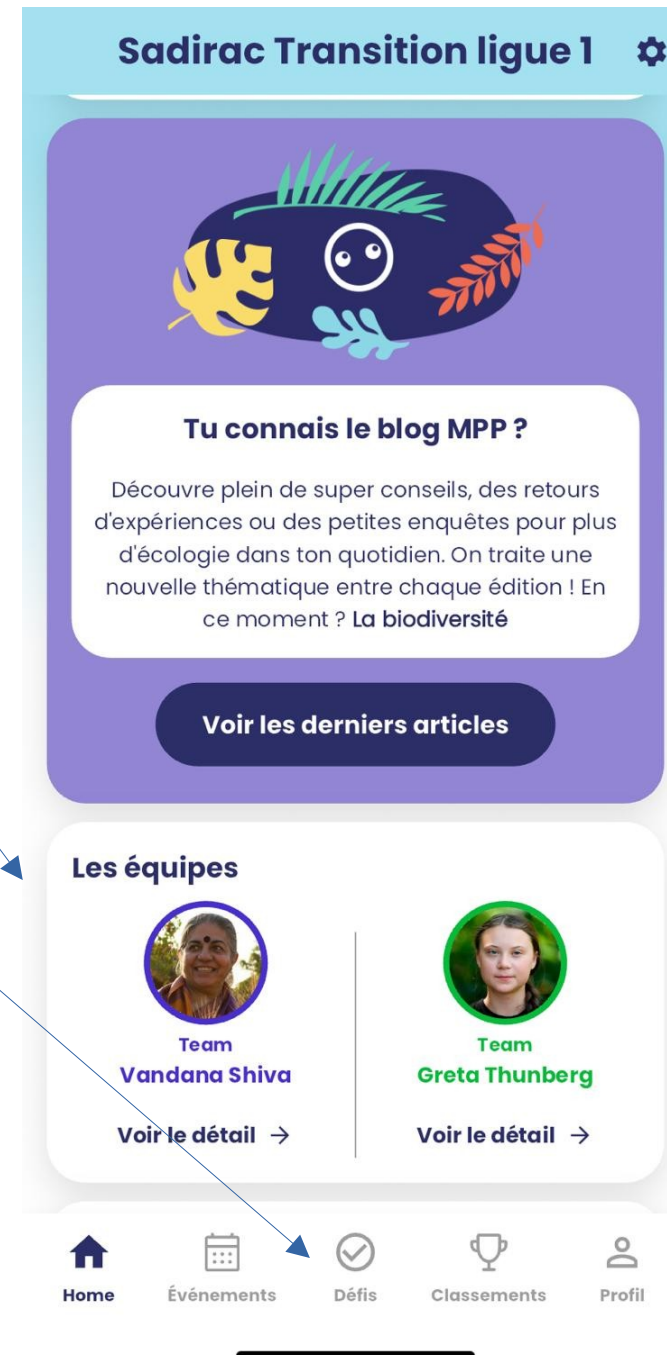 Sadirac Transition ligue 1
Tu connais le blog MPP ?
Découvre plein de super conseils, des retours
d'expériences ou des petites enquêtes pour plus
d'écologie dans ton quotidien. On traite une
nouvelle thématique entre chaque édition ! En
ce moment ? La biodiversité
Voir les derniers articles
Les équipes
Team
Vandana Shiva
Voir le détail →
Team
Greta Thunberg
Voir le détail →
Home
Événements
Défis
Classements
Profil